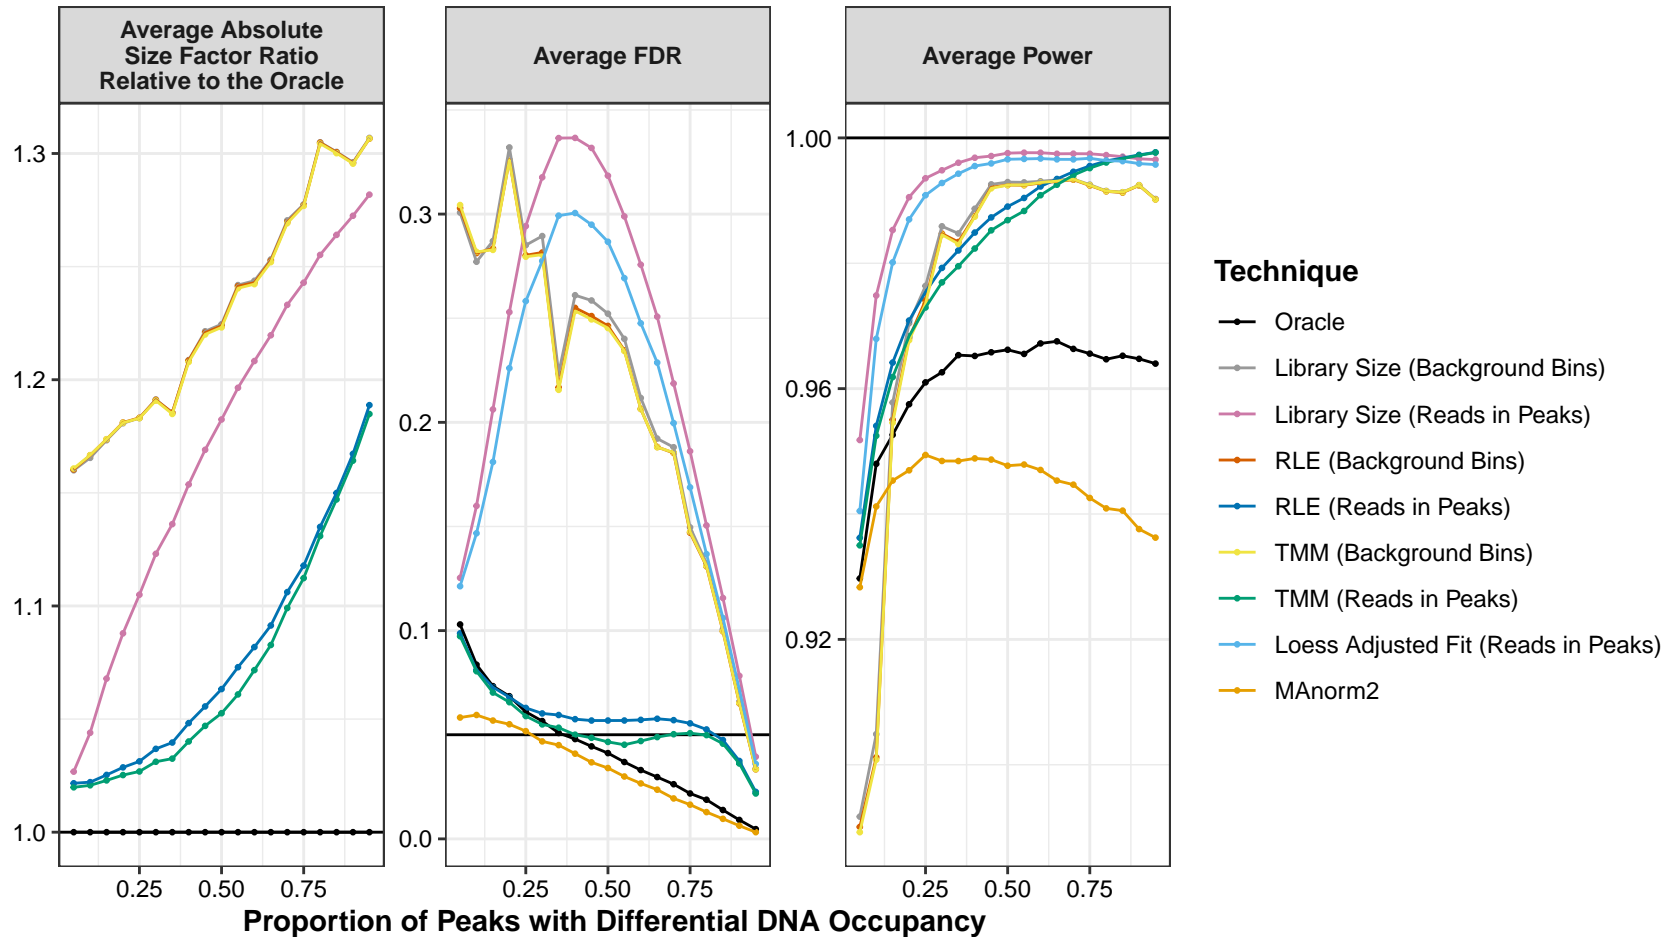 Average Absolute
Size Factor Ratio
Relative to the Oracle
Average FDR
Average Power
1.3
1.2
1.1
1.0
0.3
0.2
0.1
0.0
1.00
0.96
0.92
0.25 0.50 0.75
0.25 0.50 0.75
0.25 0.50 0.75
Proportion of Peaks with Differential DNA Occupancy
Technique
Oracle
Library Size (Background Bins)
Library Size (Reads in Peaks)
RLE (Background Bins)
RLE (Reads in Peaks)
TMM (Background Bins)
TMM (Reads in Peaks)
Loess Adjusted Fit (Reads in Peaks)
MAnorm2